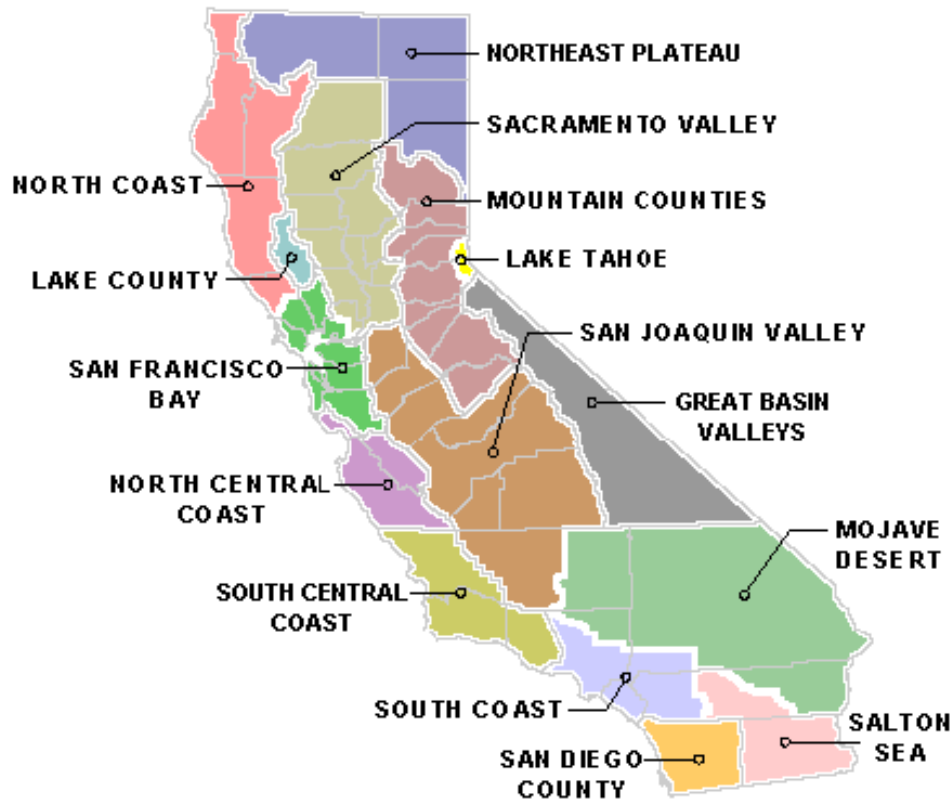 NORTHEAST PLATEAU
SACRAMENTO VALLEY
NORTH COAST
MOUNTAIN COUNTIES
LAKE COUNTY
LAKE TAHOE
SAN JOAQUIN VALLEY
SAN FRANCISCO
BAY
GREAT BASIN
VALLEYS
NORTH CENTRAL
COAST
MOJAVE
DESERT
SOUTH CENTRAL
COAST
SOUTH COAST
SALTON
SEA
SAN DIEGO
COUNTY